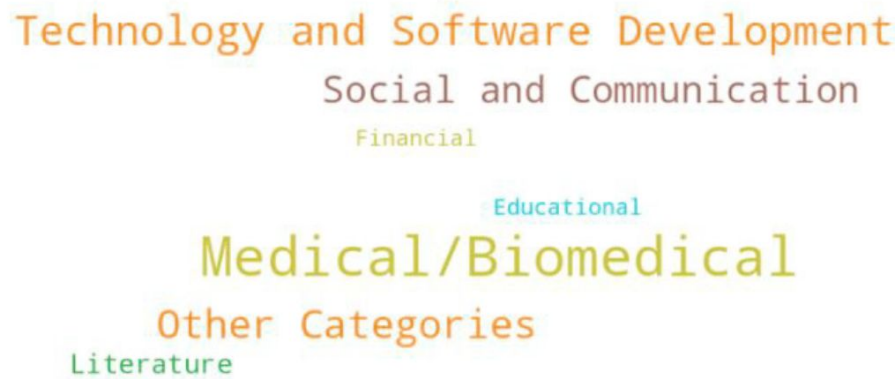 Technology and Software Development
Social and Communication
Financial
Educational
Medical/Biomedical
Other Categories
Literature